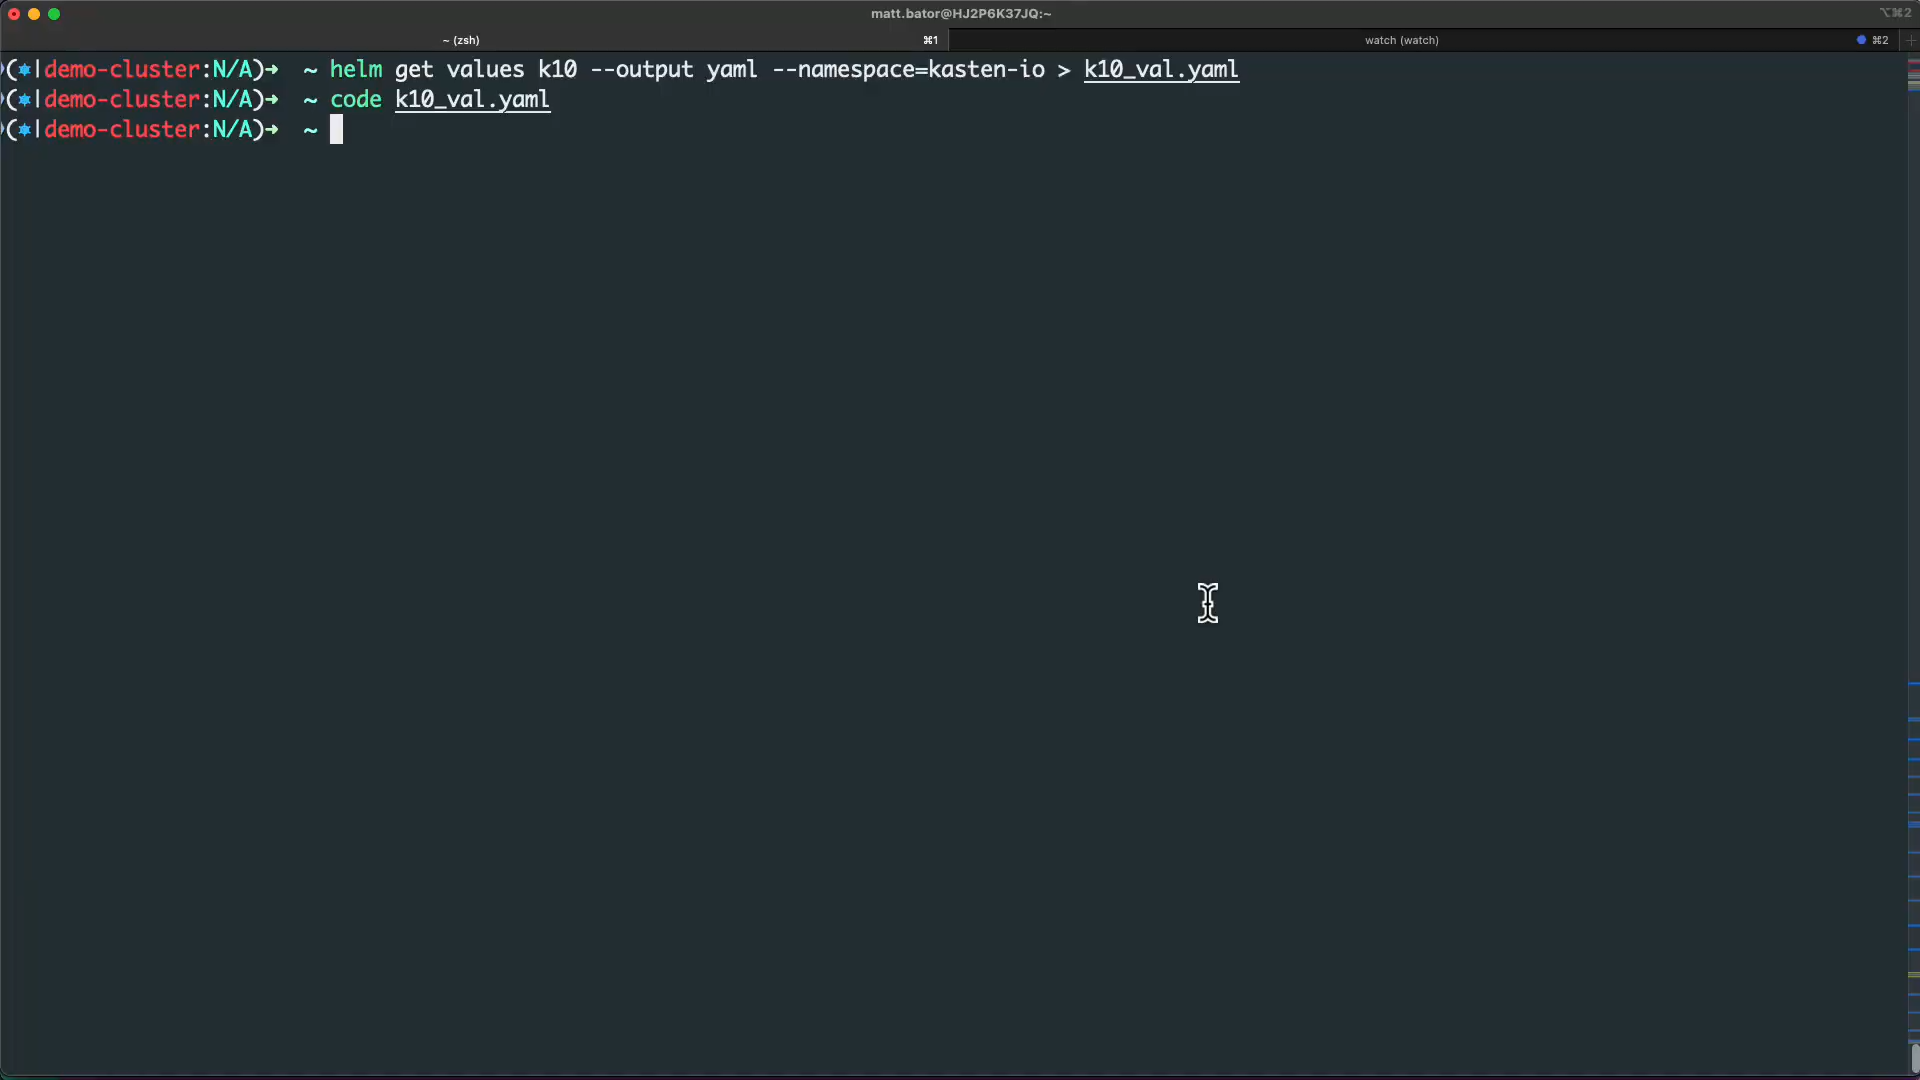 matt.bator@HJ2P6K37JQ:~
⌥⌘2
~ (zsh) ⌘1 watch (watch) ⌘2 +
(⎈|demo-cluster:N/A)➜ ~ helm get values k10 --output yaml --namespace=kasten-io > k10_val.yaml
(⎈|demo-cluster:N/A)➜ ~ code k10_val.yaml
(⎈|demo-cluster:N/A)➜ ~